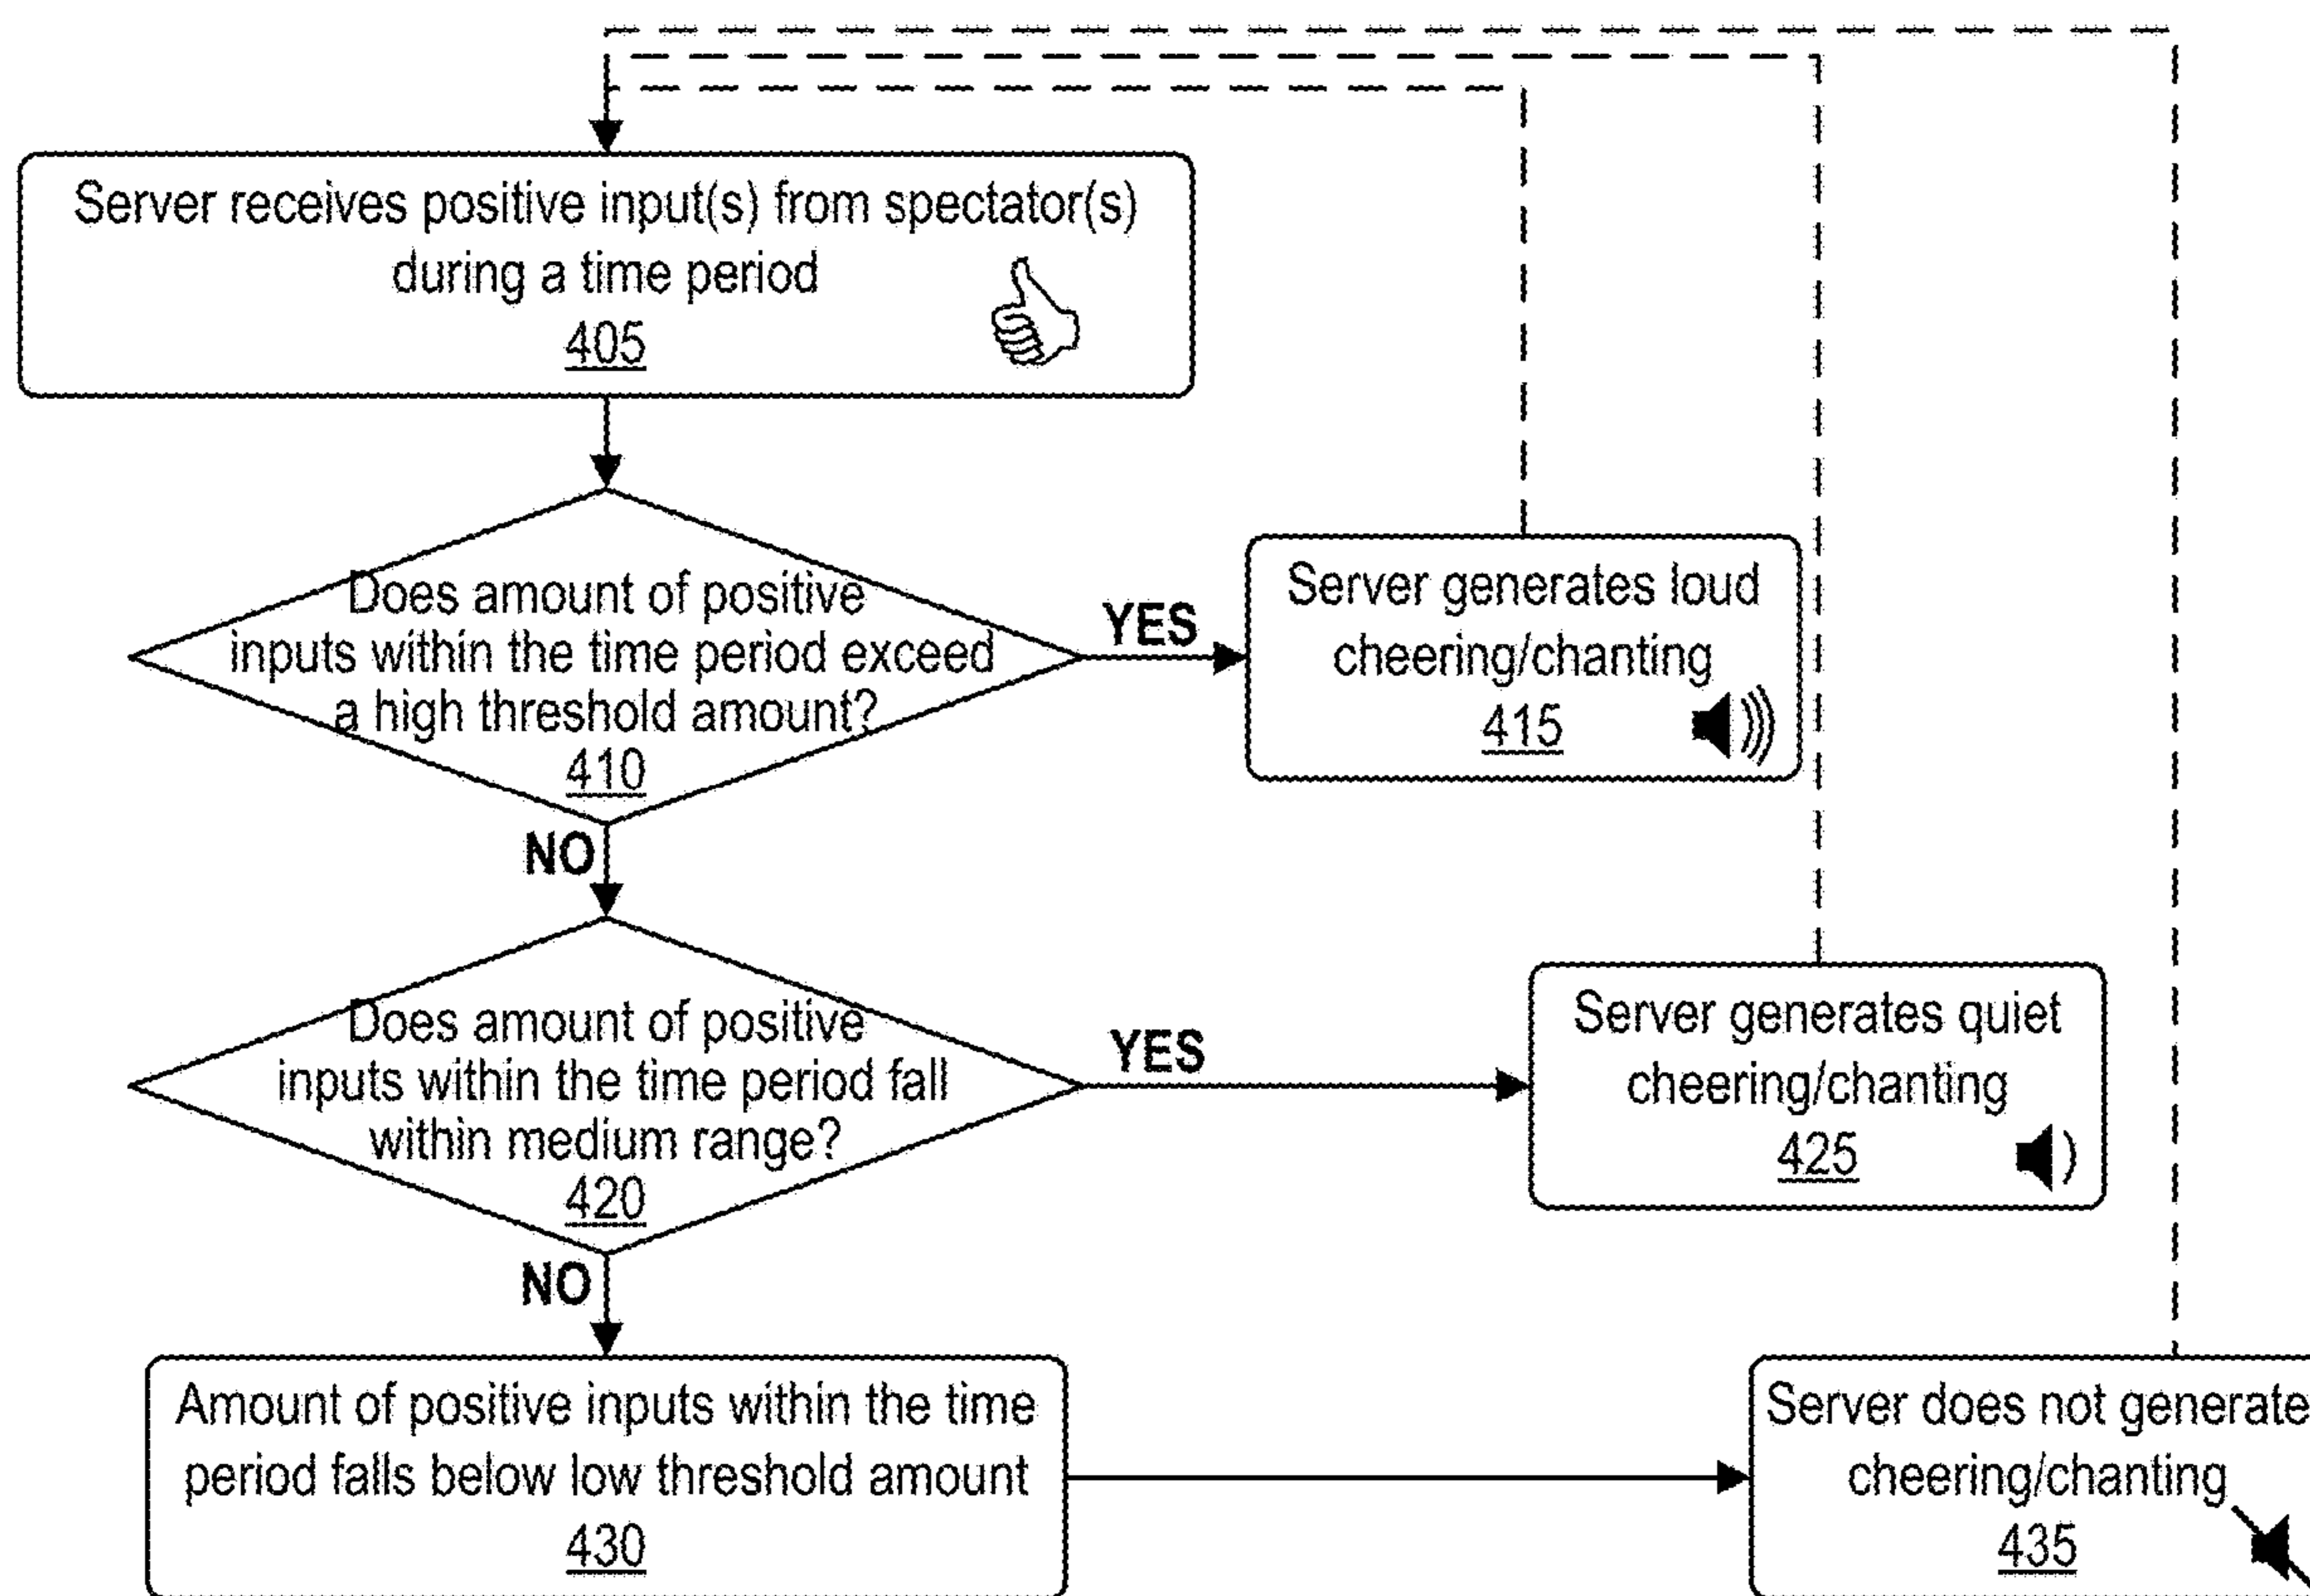 Server receives positive input(s) from spectator(s)
during a time period
405
Does amount of positive
inputs within the time period exceed
a high threshold amount?
410
YES
Server generates loud
cheering/chanting
415
NO
Does amount of positive
inputs within the time period fall
within medium range?
420
YES
Server generates quiet
cheering/chanting
425
NO
Amount of positive inputs within the time
period falls below low threshold amount
430
Server does not generate
cheering/chanting
435